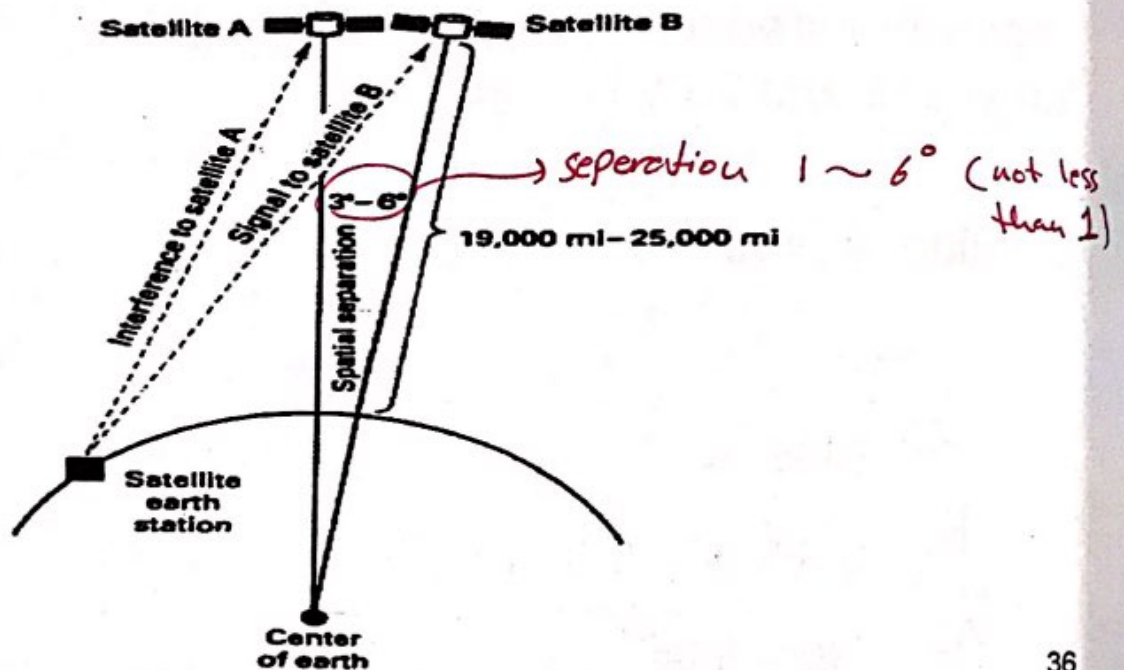 Satellite A
Satellite B
Interference to satellite A
Signal to satellite B
3°-6°
seperation 1 ~ 6° (not less
than 1)
19,000 mi-25,000 mi
Spatial separation
Satellite
earth
station
Center
of earth
36